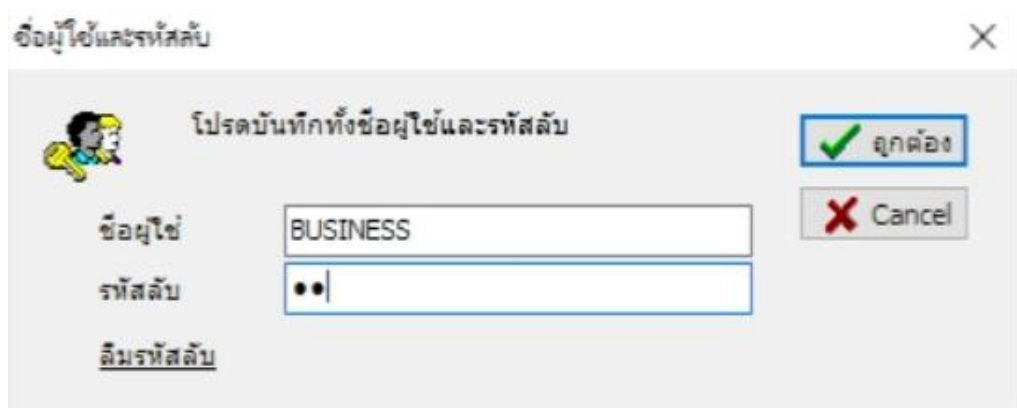 ชื่อผู้ใช้และรหัสลับ
โปรดบันทึกทั้งชื่อผู้ใช้และรหัสลับ
ถูกต้อง
ชื่อผู้ใช้ BUSINESS
Cancel
รหัสลับ ••
ลืมรหัสลับ